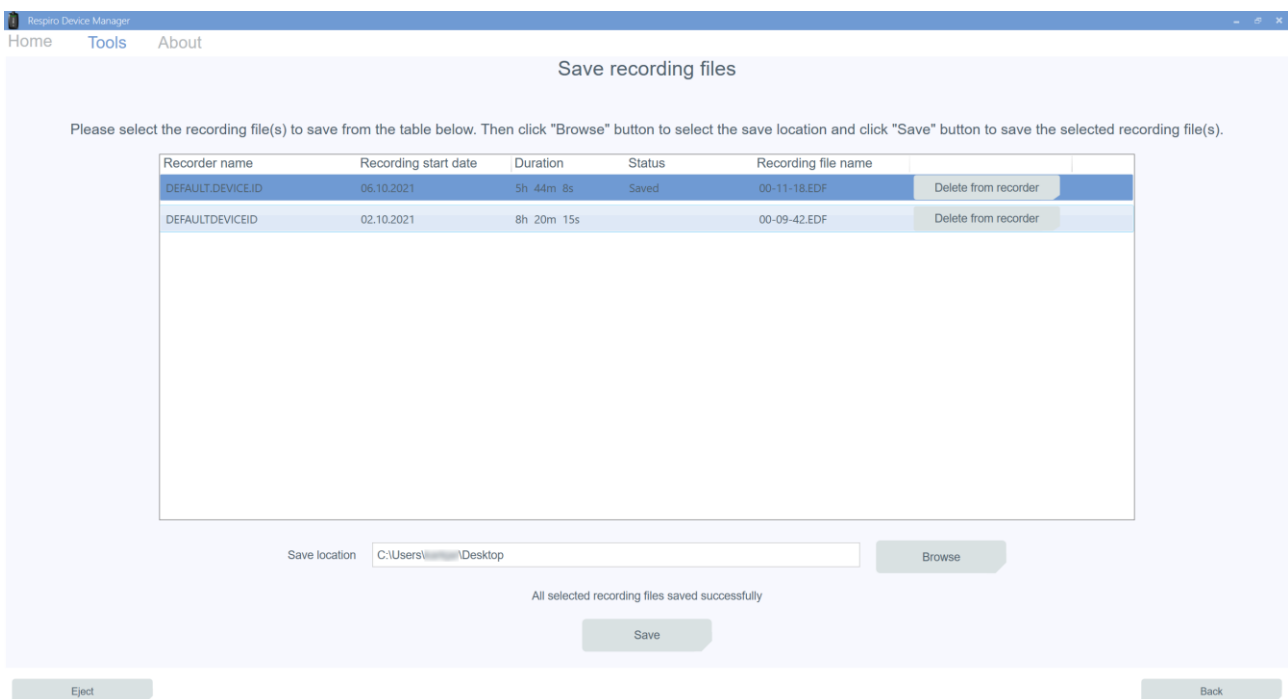 Respiro Device Manager
Home Tools About
Save recording files
Please select the recording file(s) to save from the table below. Then click "Browse" button to select the save location and click "Save" button to save the selected recording file(s).
Recorder name Recording start date Duration Status Recording file name
DEFAULT.DEVICE.ID 06.10.2021 5h 44m 8s Saved 00-11-18.EDF Delete from recorder
DEFAULTDEVICEID 02.10.2021 8h 20m 15s 00-09-42.EDF Delete from recorder
Save location C:\Users\ \Desktop Browse
All selected recording files saved successfully
Save
Eject Back